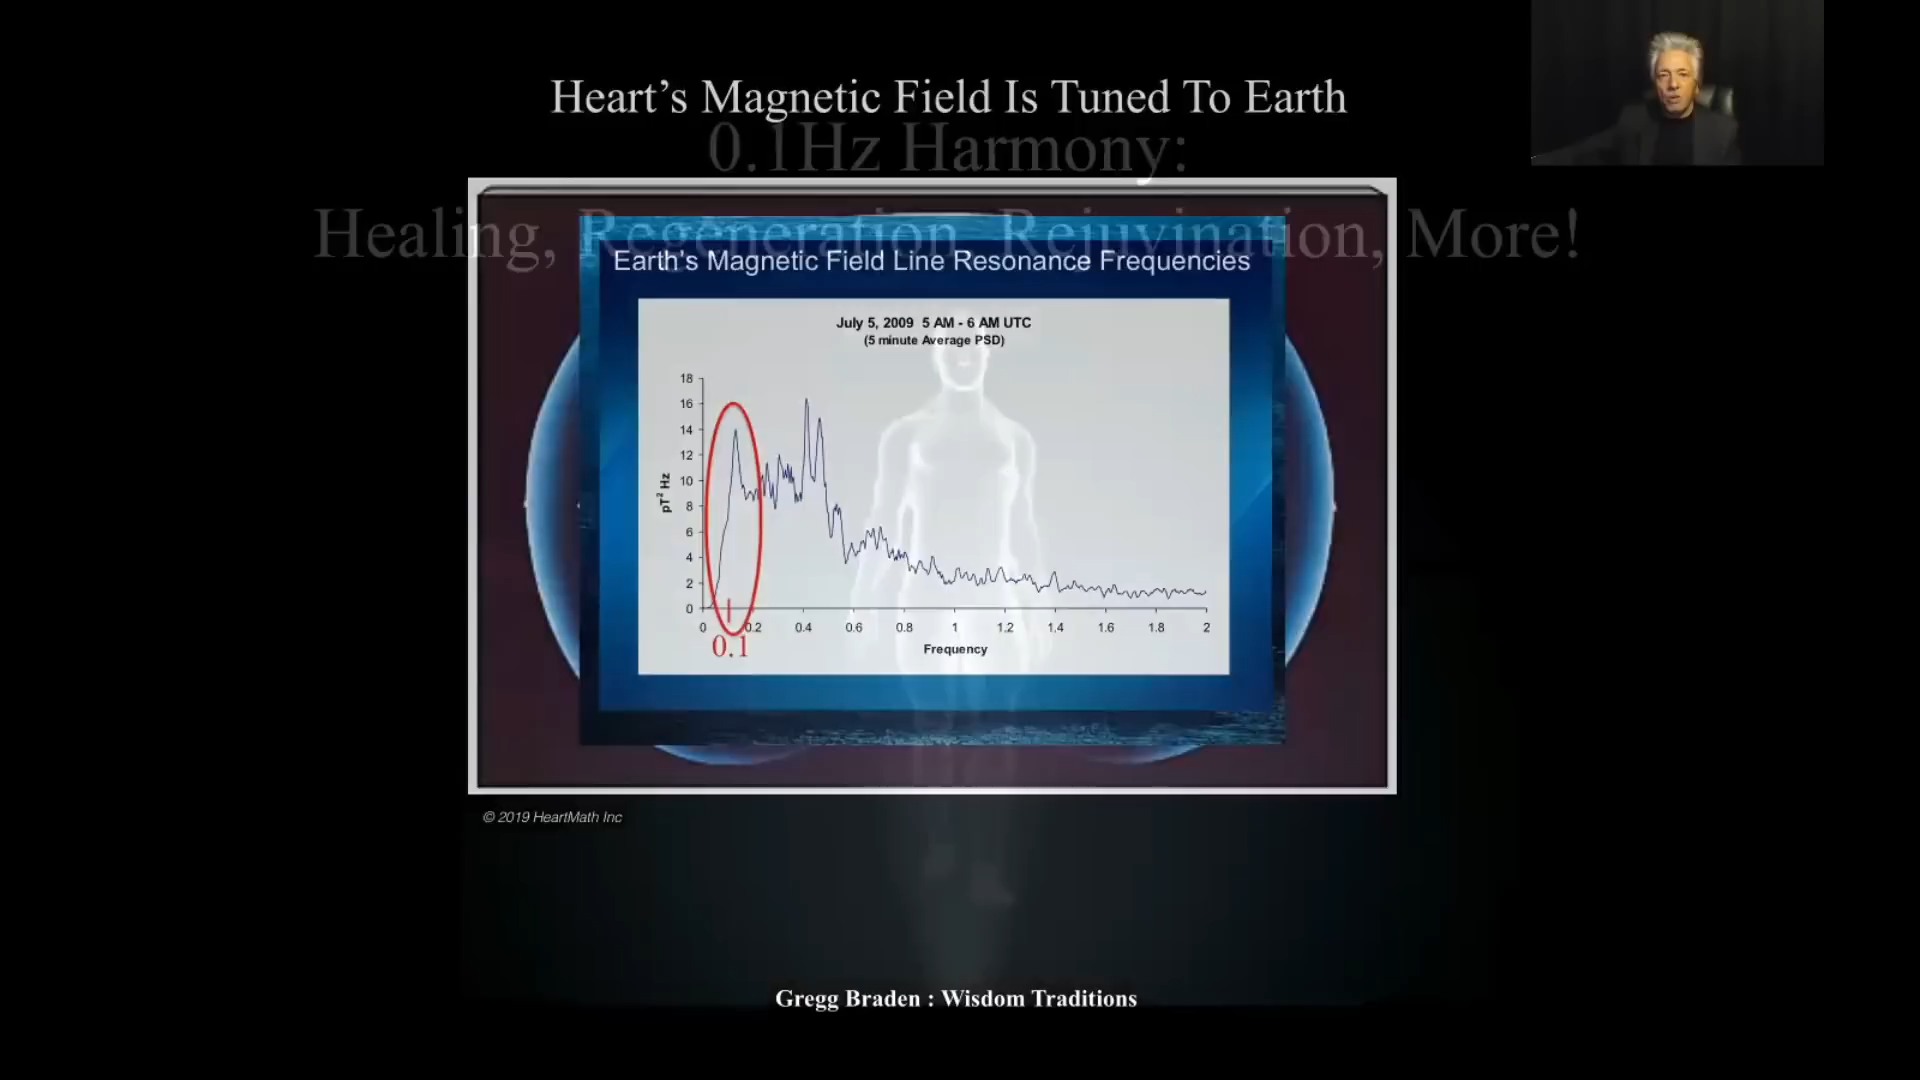 Heart's Magnetic Field Is Tuned To Earth
0.1Hz Harmony:
Healing, Regeneration, Rejuvination, More!
Earth's Magnetic Field Line Resonance Frequencies
July 5, 2009 5 AM - 6 AM UTC
(5 minute Average PSD)
18
16
14
12
10
8
6
4
2
0
pT² Hz
0 0.2 0.4 0.6 0.8 1 1.2 1.4 1.6 1.8 2
0.1
Frequency
© 2019 HeartMath Inc
Gregg Braden : Wisdom Traditions